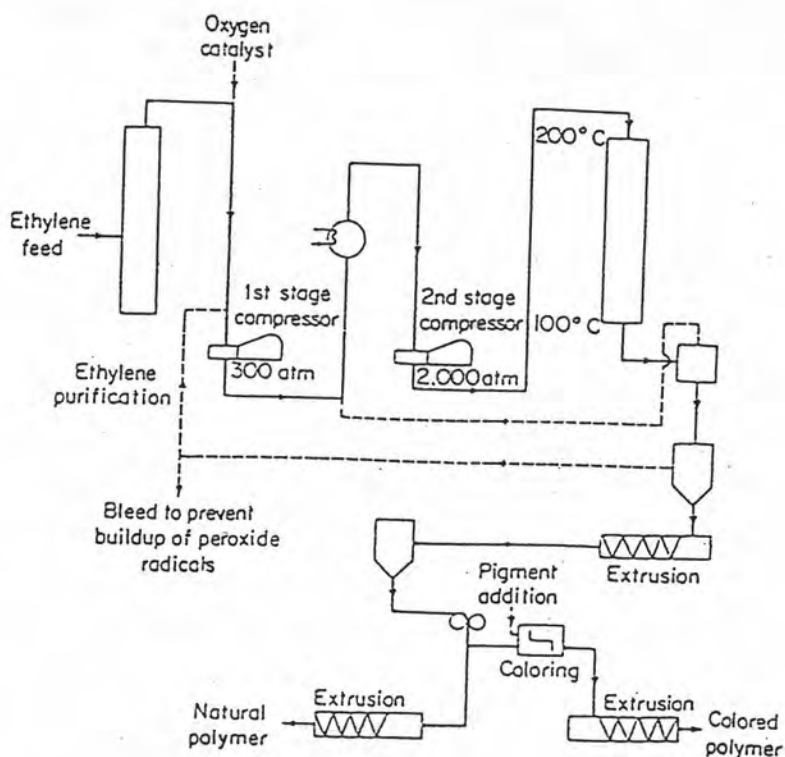 Oxygen
catalyst
200° C
Ethylene
feed
1st stage
compressor
2nd stage
compressor
100° C
300 atm
2.000 atm
Ethylene
purification
Bleed to prevent
buildup of peroxide
radicals
Extrusion
Pigment
addition
Coloring
Extrusion
Natural
polymer
Extrusion
Colored
polymer